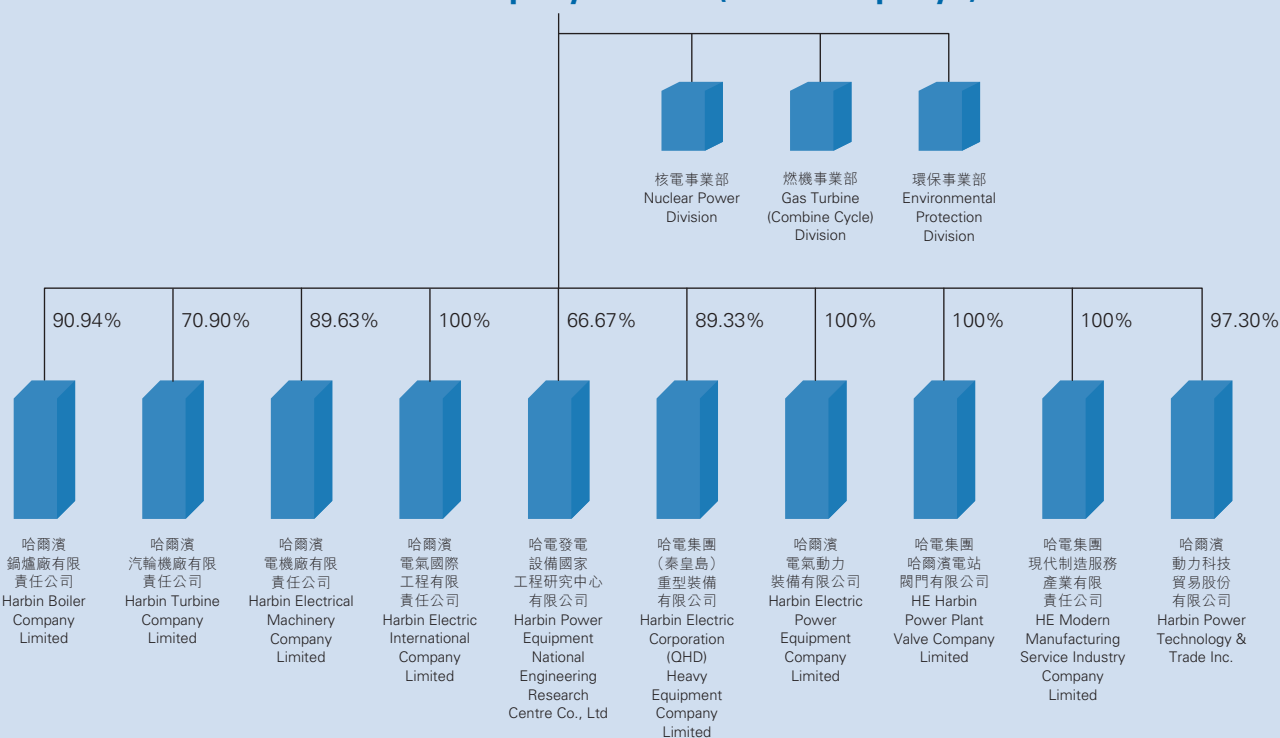 核電事業部
Nuclear Power
Division
燃機事業部
Gas Turbine
(Combine Cycle)
Division
環保事業部
Environmental
Protection
Division
90.94%
70.90%
89.63%
100%
66.67%
89.33%
100%
100%
100%
97.30%
哈爾濱
鍋爐廠有限
責任公司
Harbin Boiler
Company
Limited
哈爾濱
汽輪機廠有限
責任公司
Harbin Turbine
Company
Limited
哈爾濱
電機廠有限
責任公司
Harbin Electrical
Machinery
Company
Limited
哈爾濱
電氣國際
工程有限
責任公司
Harbin Electric
International
Company
Limited
哈電發電
設備國家
工程研究中心
有限公司
Harbin Power
Equipment
National
Engineering
Research
Centre Co., Ltd
哈電集團
（秦皇島）
重型裝備
有限公司
Harbin Electric
Corporation
(QHD)
Heavy
Equipment
Company
Limited
哈爾濱
電氣動力
裝備有限公司
Harbin Electric
Power
Equipment
Company
Limited
哈電集團
哈爾濱電站
閥門有限公司
HE Harbin
Power Plant
Valve Company
Limited
哈電集團
現代制造服務
產業有限
責任公司
HE Modern
Manufacturing
Service Industry
Company
Limited
哈爾濱
動力科技
貿易股份
有限公司
Harbin Power
Technology &
Trade Inc.